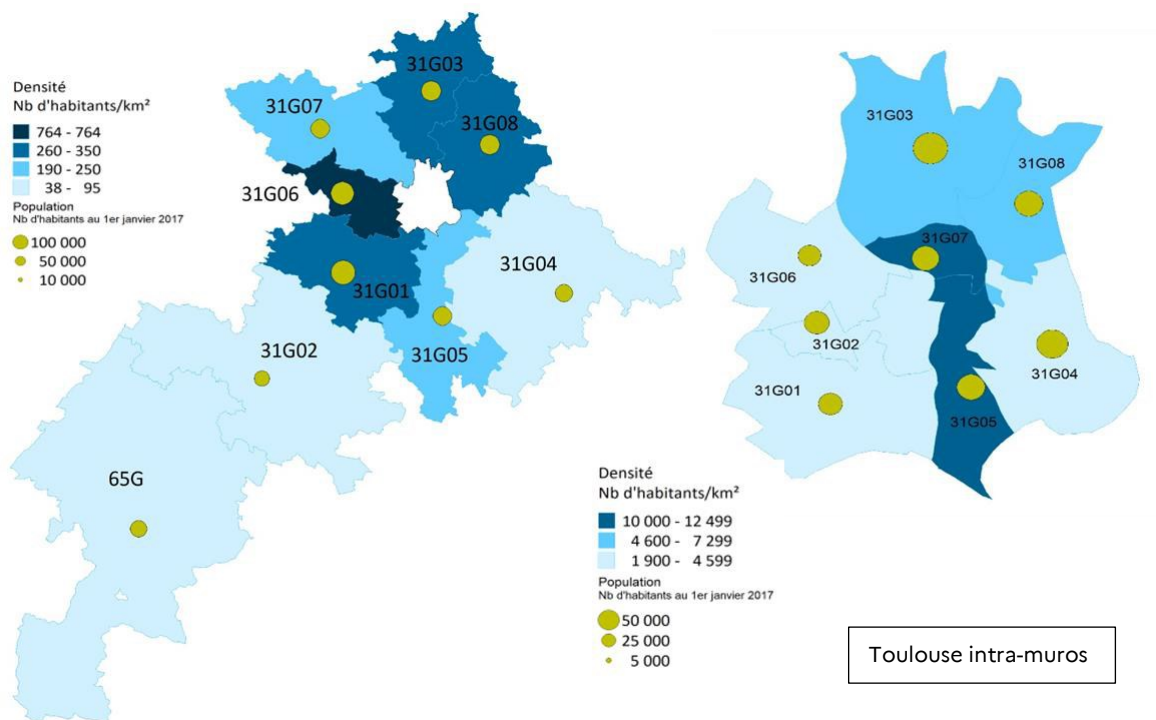 Densité
Nb d'habitants/km²
764 - 764
260 - 350
190 - 250
38 - 95
Population
Nb d'habitants au 1er janvier 2017
100 000
50 000
10 000
31G03
31G07
31G08
31G06
31G04
31G01
31G02
31G05
65G
31G03
31G08
31G07
31G06
31G02
31G04
31G01
31G05
Densité
Nb d'habitants/km²
10 000 - 12 499
4 600 - 7 299
1 900 - 4 599
Population
Nb d'habitants au 1er janvier 2017
50 000
25 000
5 000
Toulouse intra-muros